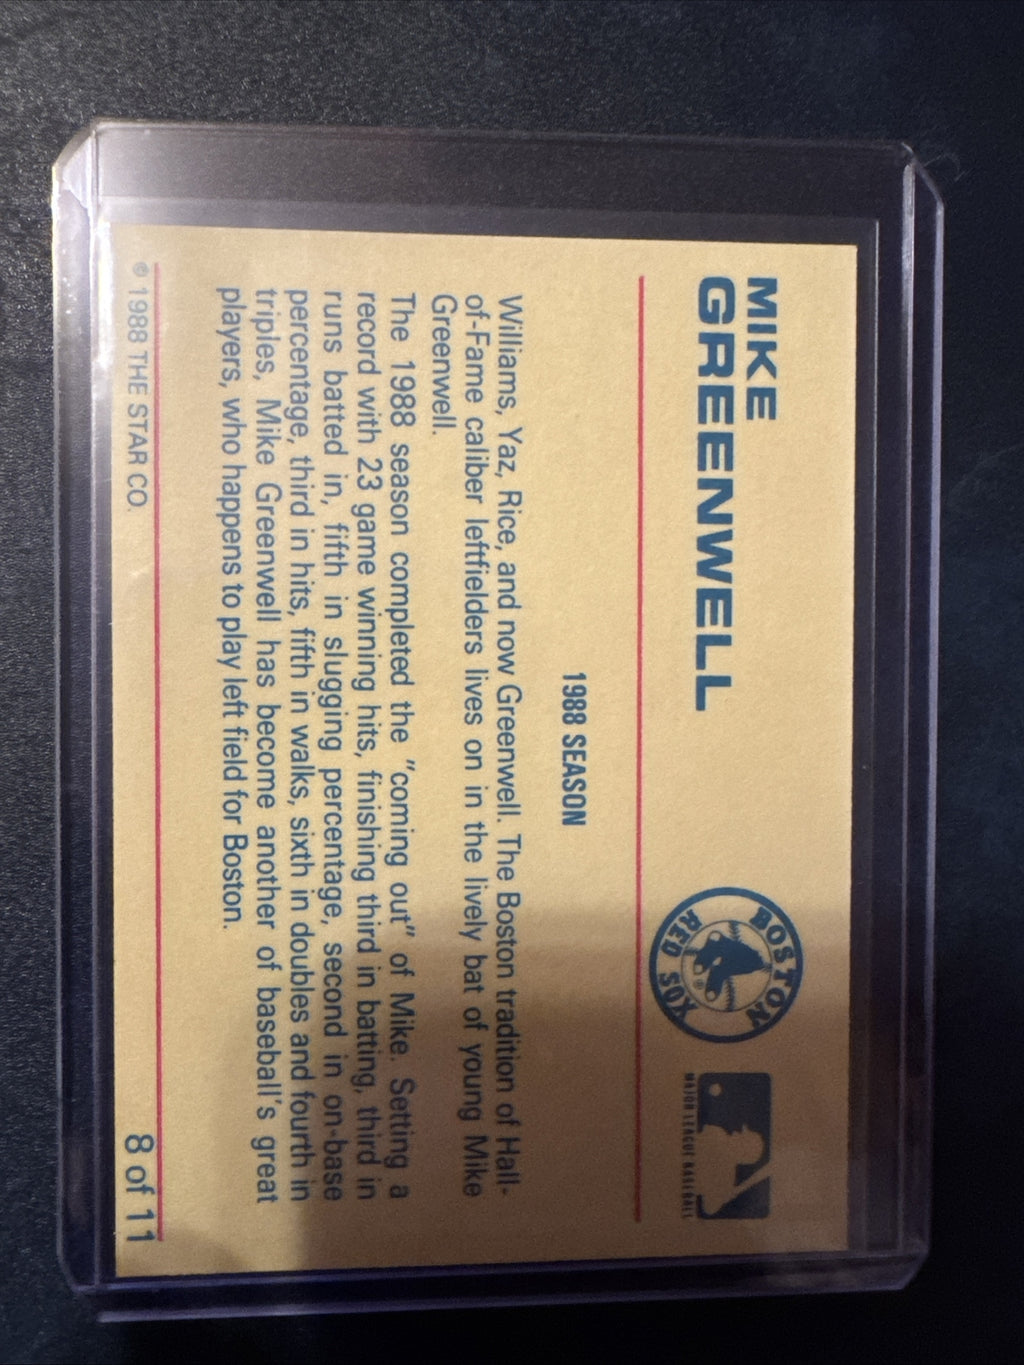 MIKE
GREENWELL
BOSTON
RED SOX
®
MAJOR LEAGUE BASEBALL
1988 SEASON
Williams, Yaz, Rice, and now Greenwell. The Boston tradition of Hall-
of-Fame caliber leftfielders lives on in the lively bat of young Mike
Greenwell.
The 1988 season completed the "coming out" of Mike. Setting a
record with 23 game winning hits, finishing third in batting, third in
runs batted in, fifth in slugging percentage, second in on-base
percentage, third in hits, fifth in walks, sixth in doubles and fourth in
triples, Mike Greenwell has become another of baseball's great
players, who happens to play left field for Boston.
© 1988 THE STAR CO.
8 of 11